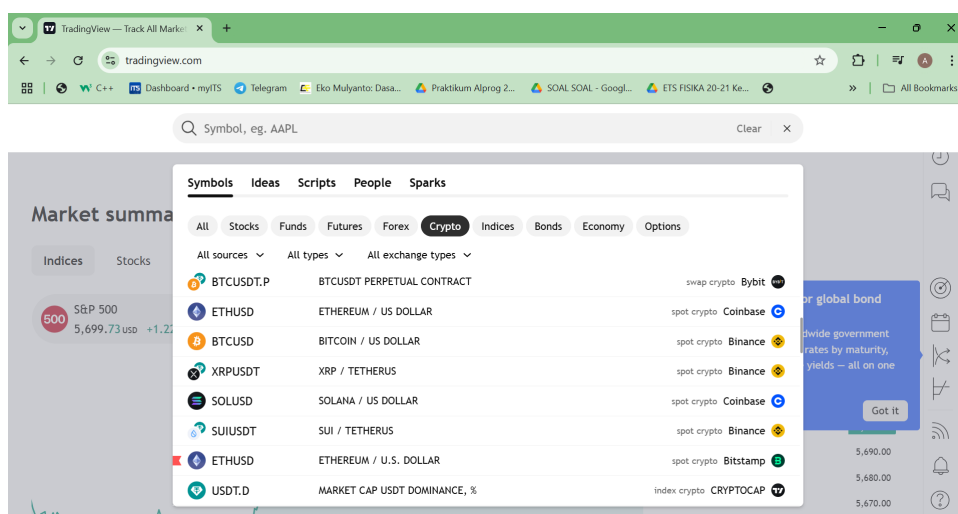 TradingView — Track All Market
tradingview.com
C++ Dashboard • myITS Telegram Eko Mulyanto: Dasa... Praktikum Alprog 2... SOAL SOAL - Googl... ETS FISIKA 20-21 Ke... » All Bookmarks
Symbol, eg. AAPL Clear
Symbols Ideas Scripts People Sparks
Market summa
All Stocks Funds Futures Forex Crypto Indices Bonds Economy Options
Indices Stocks
All sources All types All exchange types
BTCUSDT.P BTCUSDT PERPETUAL CONTRACT swap crypto Bybit
or global bond
500 S&P 500
ETHUSD ETHEREUM / US DOLLAR spot crypto Coinbase
5,699.73 USD +1.22
dwide government
BTCUSD BITCOIN / US DOLLAR spot crypto Binance
rates by maturity,
yields — all on one
XRPUSDT XRP / TETHERUS spot crypto Binance
SOLUSD SOLANA / US DOLLAR spot crypto Coinbase
Got it
SUIUSDT SUI / TETHERUS spot crypto Binance
5,690.00
ETHUSD ETHEREUM / U.S. DOLLAR spot crypto Bitstamp
5,680.00
USDT.D MARKET CAP USDT DOMINANCE, % index crypto CRYPTOCAP
5,670.00